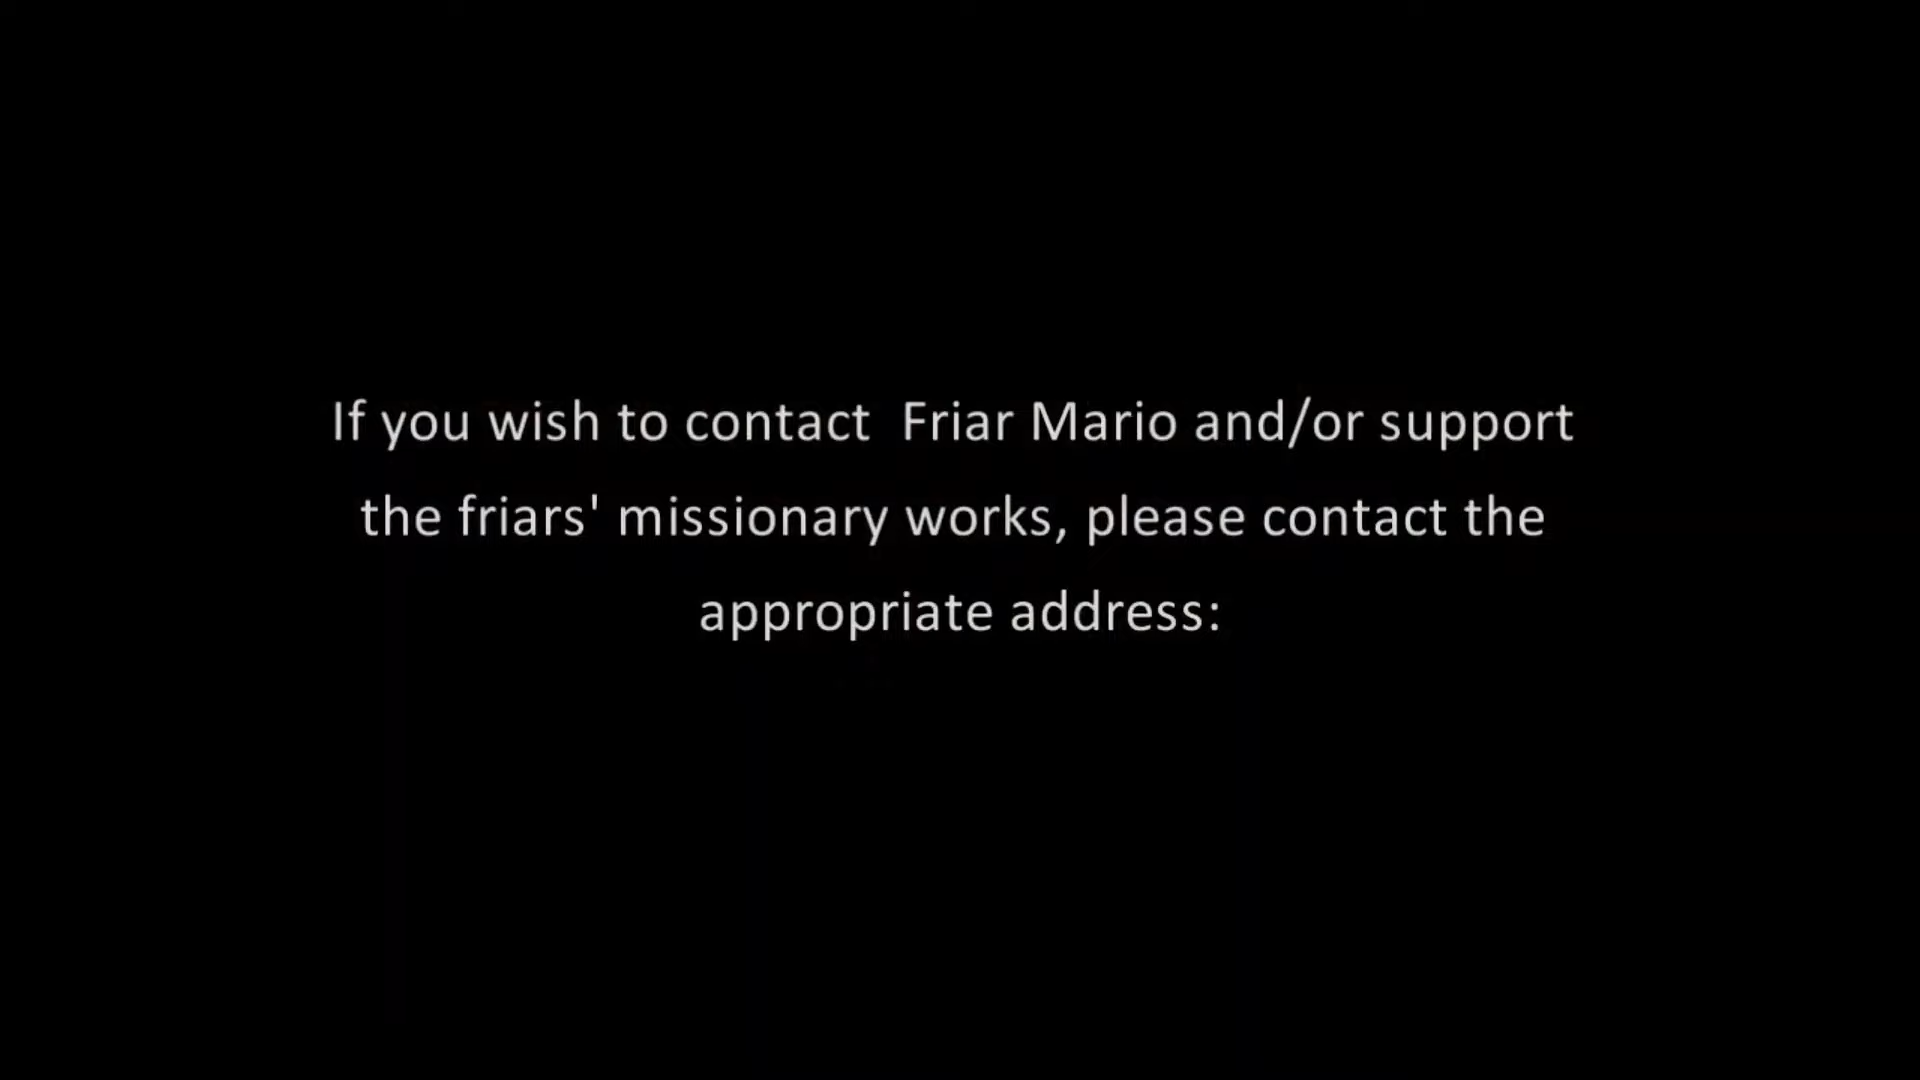 If you wish to contact  Friar Mario and/or support
the friars' missionary works, please contact the
appropriate address: